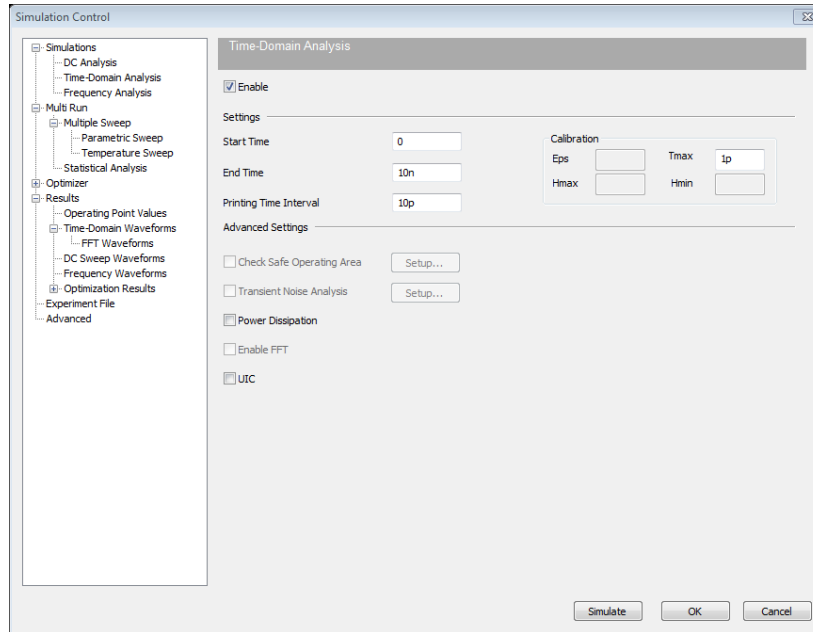 Simulation Control
Simulations
DC Analysis
Time-Domain Analysis
Frequency Analysis
Multi Run
Multiple Sweep
Parametric Sweep
Temperature Sweep
Statistical Analysis
Optimizer
Results
Operating Point Values
Time-Domain Waveforms
FFT Waveforms
DC Sweep Waveforms
Frequency Waveforms
Optimization Results
Experiment File
Advanced
Time-Domain Analysis
Enable
Settings
Start Time 0
End Time 10n
Printing Time Interval 10p
Calibration
Eps Tmax 1p
Hmax Hmin
Advanced Settings
Check Safe Operating Area Setup...
Transient Noise Analysis Setup...
Power Dissipation
Enable FFT
UIC
Simulate OK Cancel